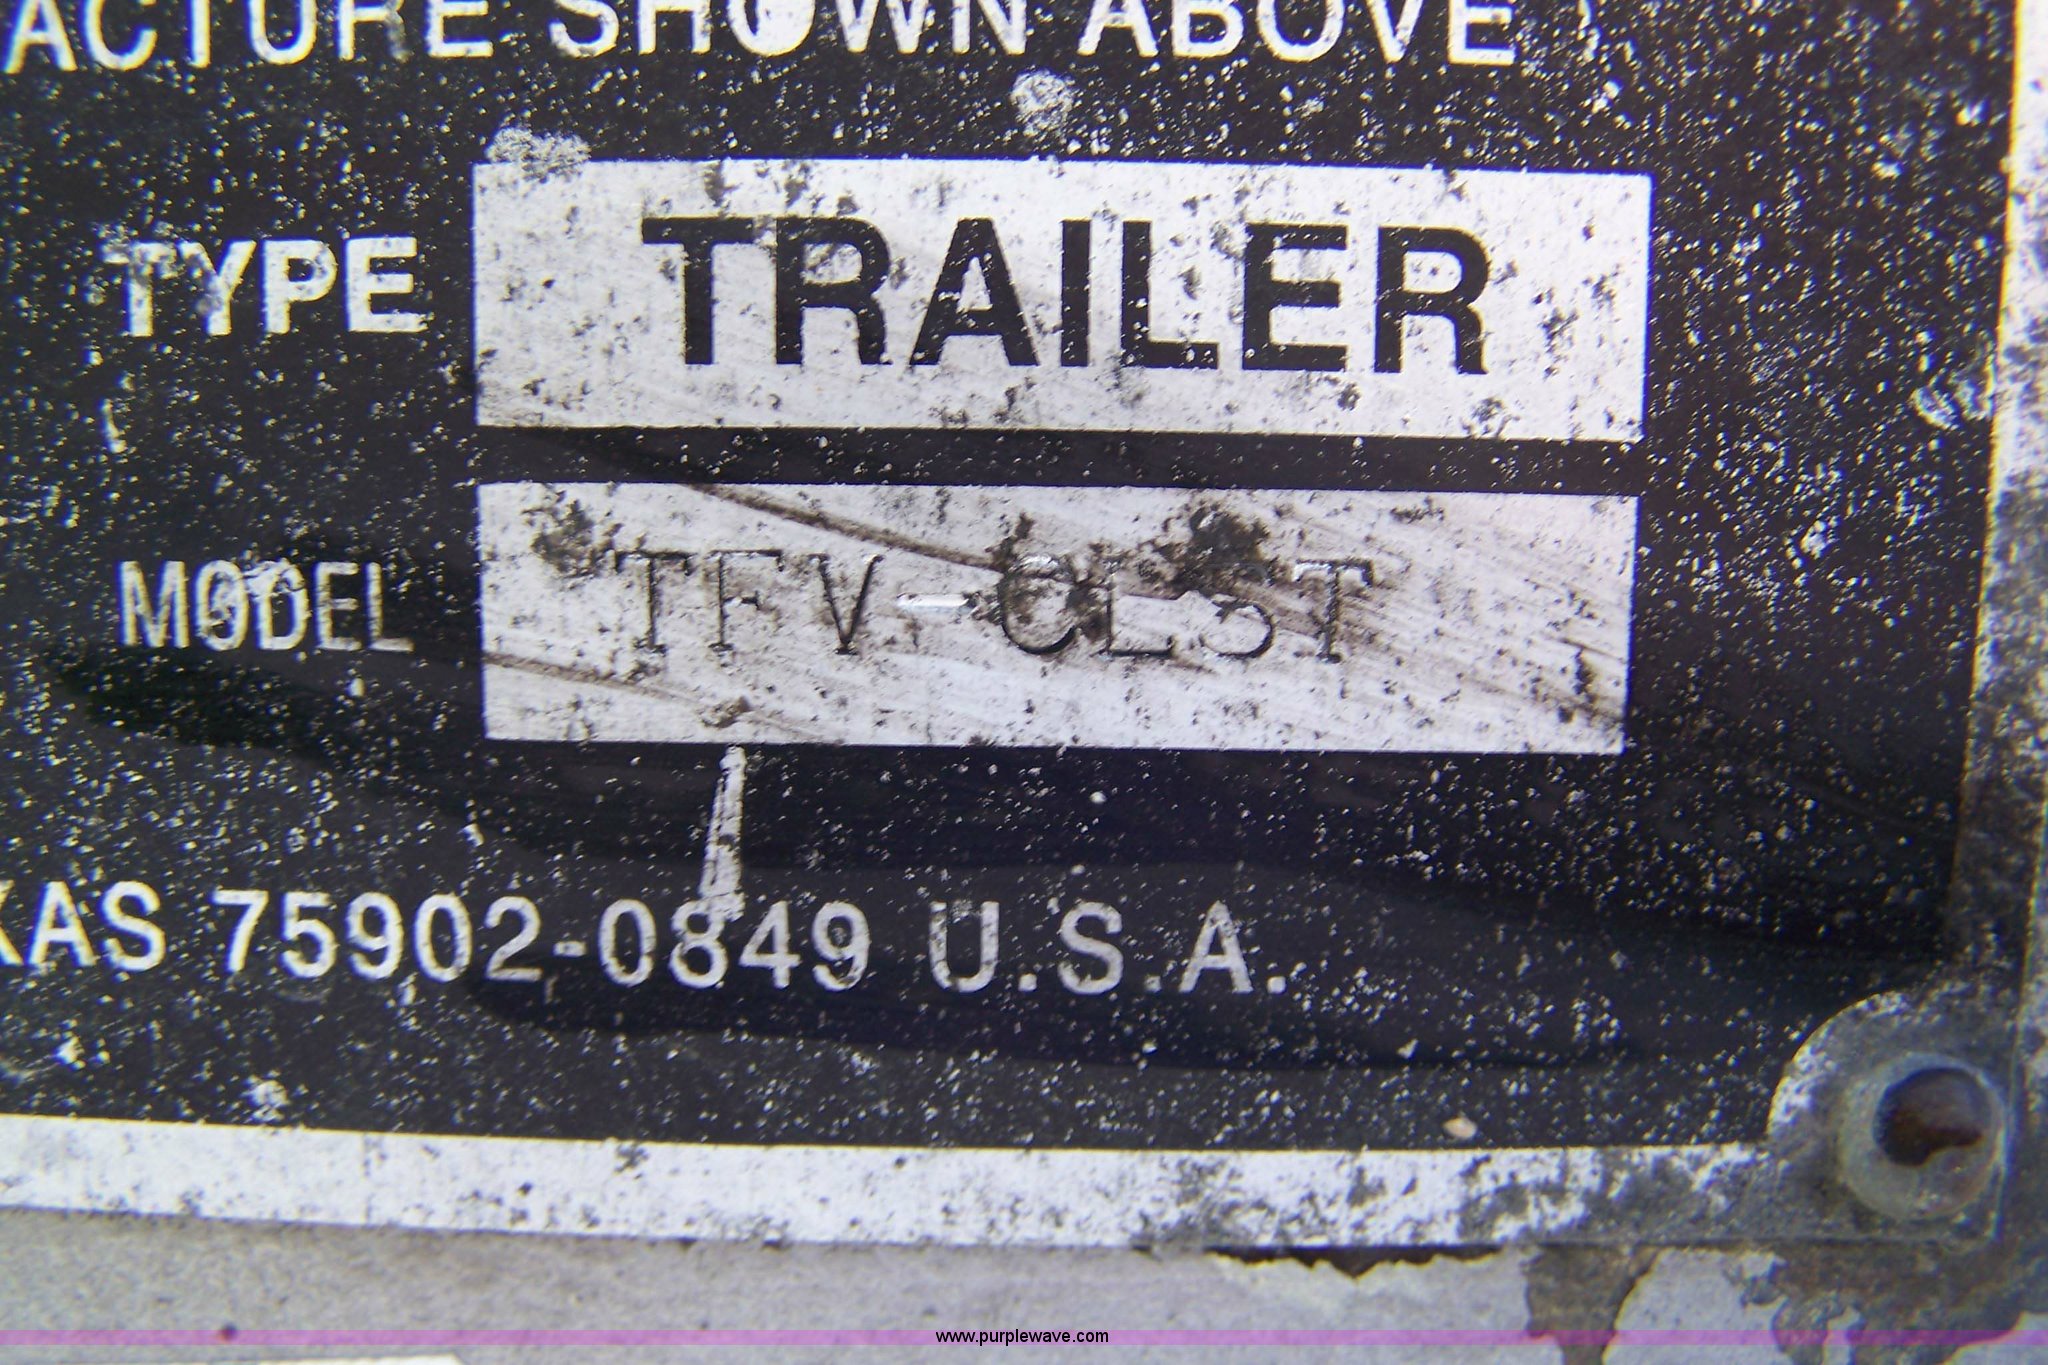 ACTURE SHOWN ABOVE
TYPE TRAILER
MODEL TFV-CLST
XAS 75902-0849 U.S.A.
www.purplewave.com